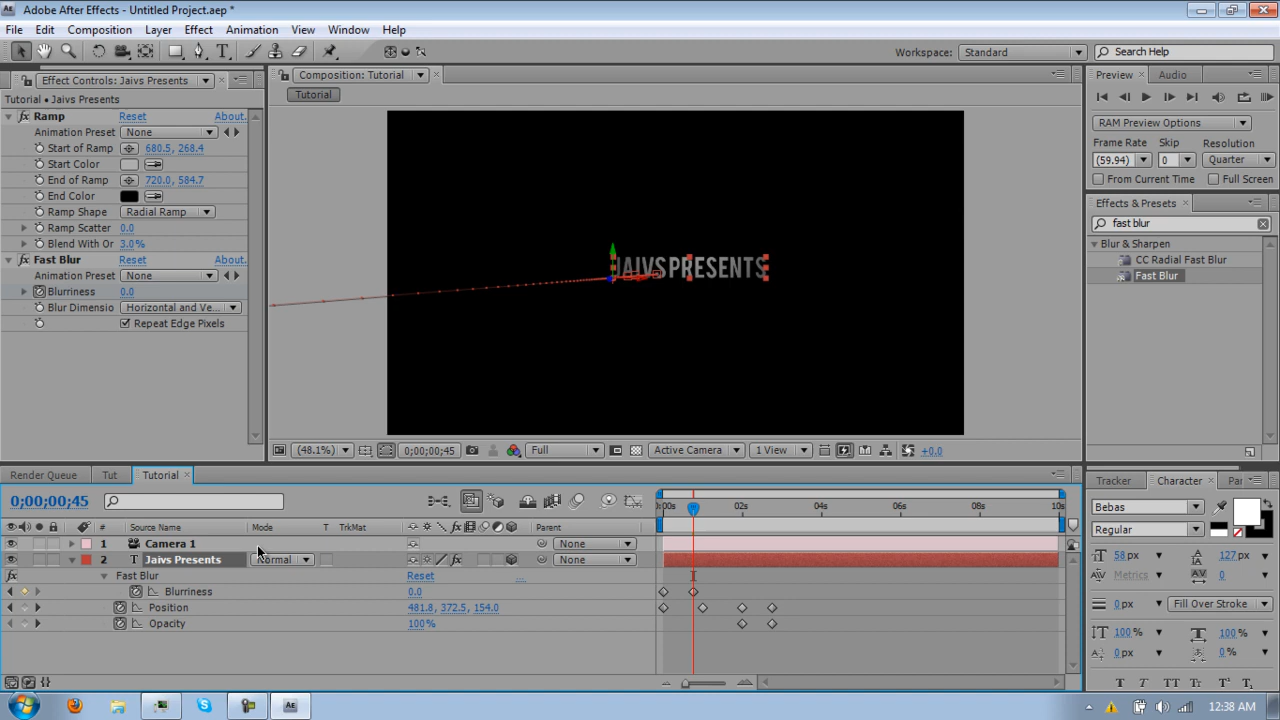 Adobe After Effects - Untitled Project.aep *
File Edit Composition Layer Effect Animation View Window Help
Workspace: Standard Search Help
Effect Controls: Jaivs Presents
Composition: Tutorial
Preview Audio
Tutorial • Jaivs Presents
Tutorial
Ramp Reset About.
Animation Preset None
Start of Ramp 680.5, 268.4
Start Color
End of Ramp 720.0, 584.7
End Color
Ramp Shape Radial Ramp
Ramp Scatter 0.0
Blend With Or 3.0%
Fast Blur Reset About.
Animation Preset None
Blurriness 0.0
Blur Dimensio Horizontal and Ve...
Repeat Edge Pixels
JAIVS PRESENTS
RAM Preview Options
Frame Rate Skip Resolution
(59.94) 0 Quarter
From Current Time Full Screen
Effects & Presets
fast blur
Blur & Sharpen
CC Radial Fast Blur
Fast Blur
(48.1%) 0;00;00;45 Full Active Camera 1 View +0.0
Render Queue Tut Tutorial
0;00;00;45
:00s 02s 04s 06s 08s 10s
# Source Name Mode T TrkMat Parent
1 Camera 1 None
2 T Jaivs Presents Normal None
Fast Blur Reset ...
Blurriness 0.0
Position 481.8, 372.5, 154.0
Opacity 100%
Tracker Character Par
Bebas
Regular
58 px 127 px
Metrics 0
0 px Fill Over Stroke
100 % 100 %
0 px 0 %
12:38 AM